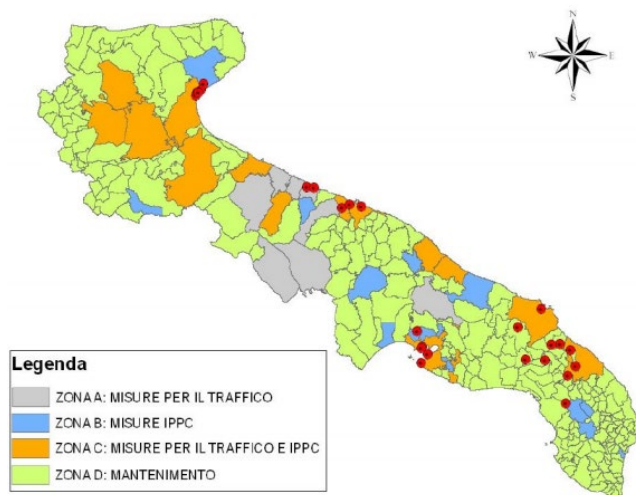 N
W E
S
Legenda
ZONA A: MISURE PER IL TRAFFICO
ZONA B: MISURE IPPC
ZONA C: MISURE PER IL TRAFFICO E IPPC
ZONA D: MANTENIMENTO